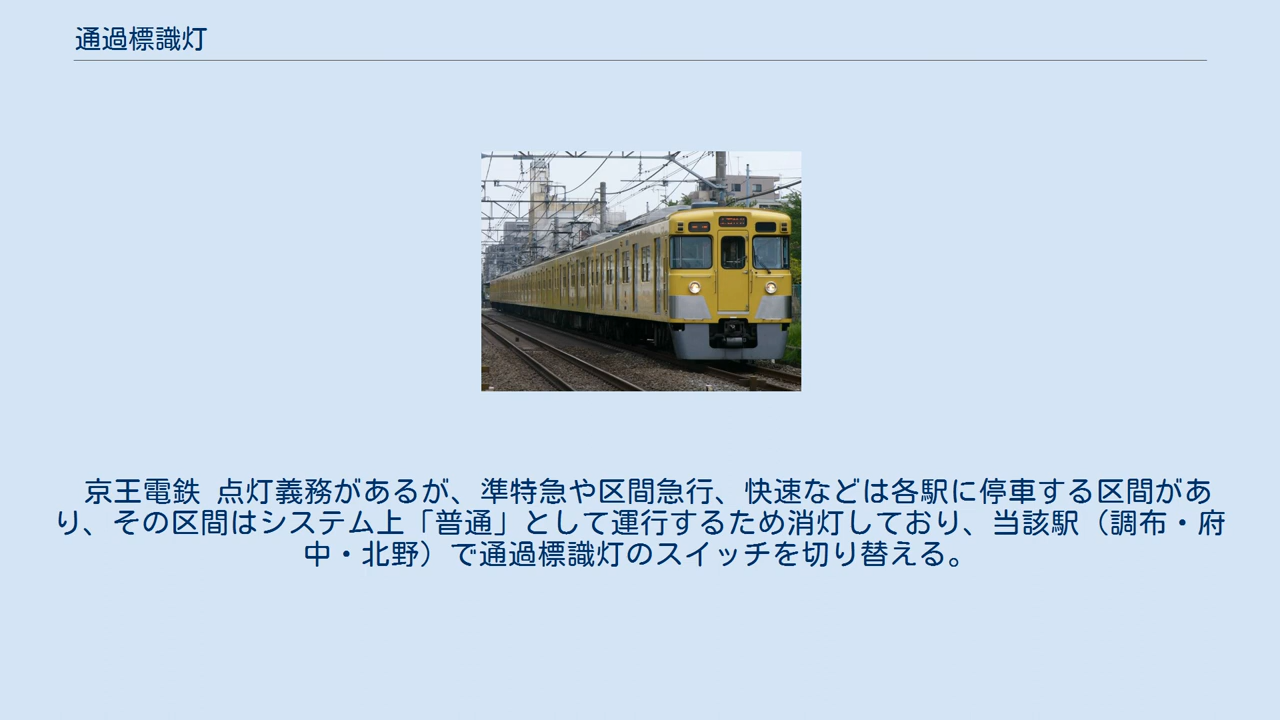 通過標識灯
京王電鉄 点灯義務があるが、準特急や区間急行、快速などは各駅に停車する区間があ
り、その区間はシステム上「普通」として運行するため消灯しており、当該駅（調布・府
中・北野）で通過標識灯のスイッチを切り替える。